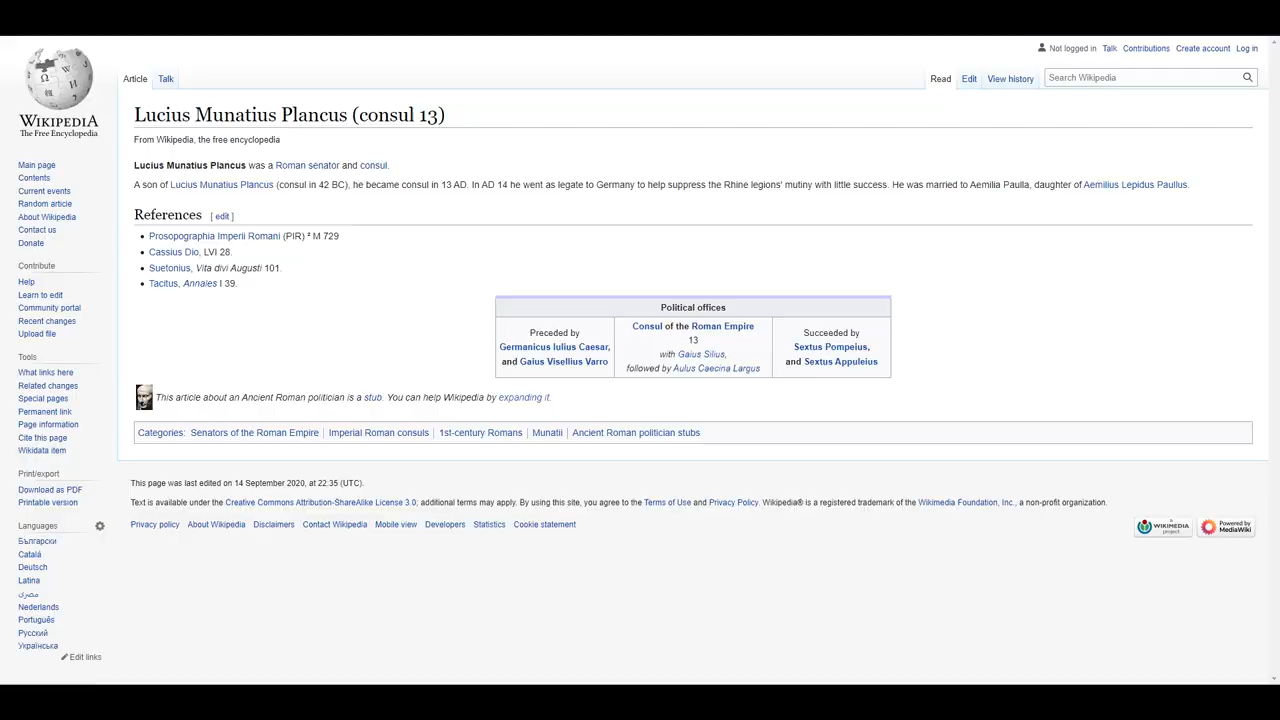 Not logged in Talk Contributions Create account Log in
Article Talk Read Edit View history Search Wikipedia
WIKIPEDIA
The Free Encyclopedia
Lucius Munatius Plancus (consul 13)
From Wikipedia, the free encyclopedia
Lucius Munatius Plancus was a Roman senator and consul.
A son of Lucius Munatius Plancus (consul in 42 BC), he became consul in 13 AD. In AD 14 he went as legate to Germany to help suppress the Rhine legions' mutiny with little success. He was married to Aemilia Paulla, daughter of Aemilius Lepidus Paullus.
References [ edit ]
• Prosopographia Imperii Romani (PIR) ² M 729
• Cassius Dio, LVI 28.
• Suetonius, Vita divi Augusti 101.
• Tacitus, Annales I 39.
Political offices
Preceded by
Germanicus Iulius Caesar,
and Gaius Visellius Varro
Consul of the Roman Empire
13
with Gaius Silius,
followed by Aulus Caecina Largus
Succeeded by
Sextus Pompeius,
and Sextus Appuleius
This article about an Ancient Roman politician is a stub. You can help Wikipedia by expanding it.
Categories: Senators of the Roman Empire | Imperial Roman consuls | 1st-century Romans | Munatii | Ancient Roman politician stubs
This page was last edited on 14 September 2020, at 22.35 (UTC).
Text is available under the Creative Commons Attribution-ShareAlike License 3.0; additional terms may apply. By using this site, you agree to the Terms of Use and Privacy Policy. Wikipedia® is a registered trademark of the Wikimedia Foundation, Inc., a non-profit organization.
Privacy policy About Wikipedia Disclaimers Contact Wikipedia Mobile view Developers Statistics Cookie statement
A WIKIMEDIA project
Powered by MediaWiki
Main page
Contents
Current events
Random article
About Wikipedia
Contact us
Donate
Contribute
Help
Learn to edit
Community portal
Recent changes
Upload file
Tools
What links here
Related changes
Special pages
Permanent link
Page information
Cite this page
Wikidata item
Print/export
Download as PDF
Printable version
Languages
Български
Català
Deutsch
Latina
مصرى
Nederlands
Português
Русский
Українська
Edit links